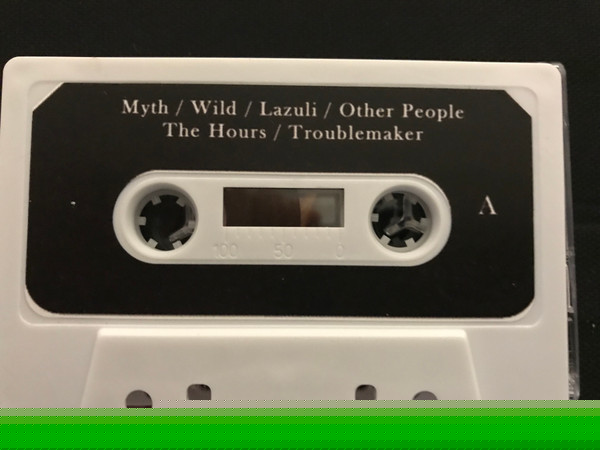 Myth / Wild / Lazuli / Other People
The Hours / Troublemaker
A
100 50 0